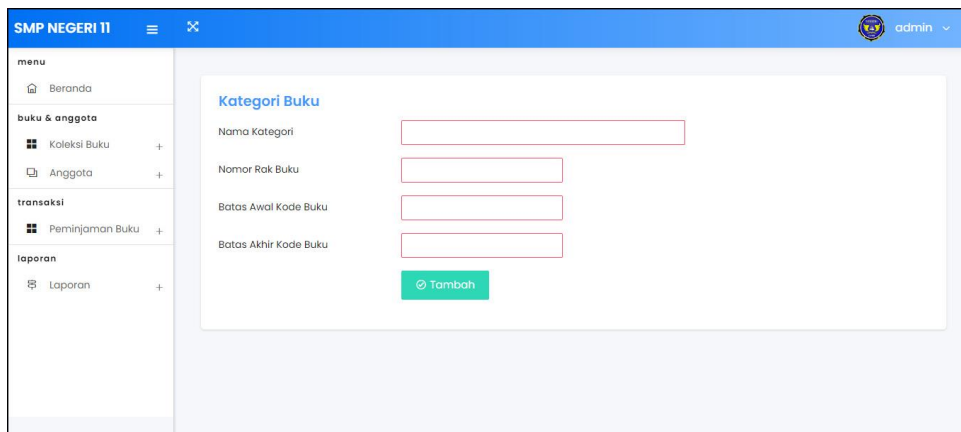 SMP NEGERI 11
admin
menu
Beranda
buku & anggota
Koleksi Buku +
Anggota +
transaksi
Peminjaman Buku +
laporan
Laporan +
Kategori Buku
Nama Kategori
Nomor Rak Buku
Batas Awal Kode Buku
Batas Akhir Kode Buku
Tambah